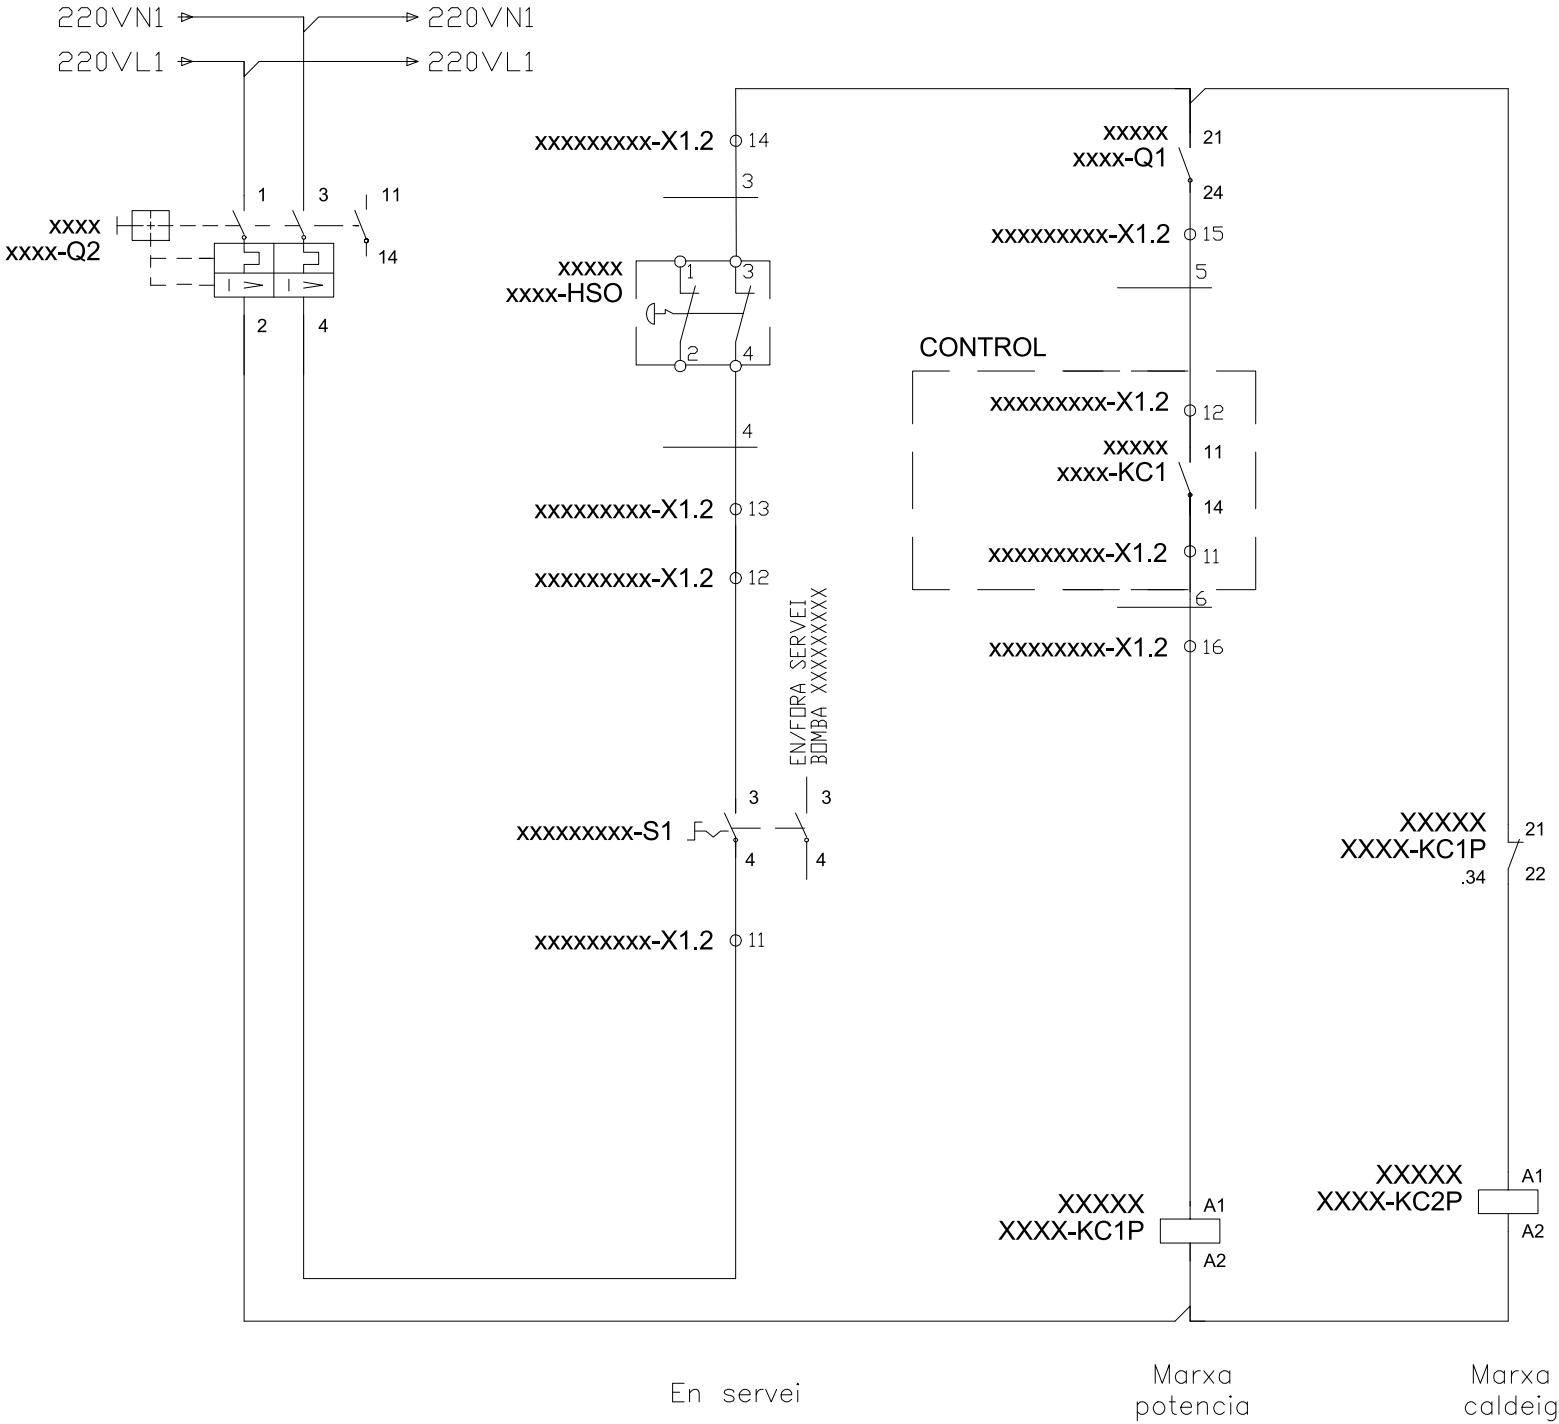 220VN1
220VN1
220VL1
220VL1
xxxx
xxxx-Q2
1
3
11
14
2
4
xxxxxxxxx-X1.2
14
3
xxxxx
xxxx-HSO
1
3
2
4
4
xxxxxxxxx-X1.2
13
xxxxxxxxx-X1.2
12
EN/FORA SERVEI
BOMBA XXXXXXXXX
xxxxxxxxx-S1
3
4
3
4
xxxxxxxxx-X1.2
11
xxxxx
xxxx-Q1
21
24
xxxxxxxxx-X1.2
15
5
CONTROL
xxxxxxxxx-X1.2
12
xxxxx
xxxx-KC1
11
14
xxxxxxxxx-X1.2
11
6
xxxxxxxxx-X1.2
16
XXXXX
XXXX-KC1P
A1
A2
XXXXX
XXXX-KC1P
.34
21
22
XXXXX
XXXX-KC2P
A1
A2
En servei
Marxa
potencia
Marxa
caldeig